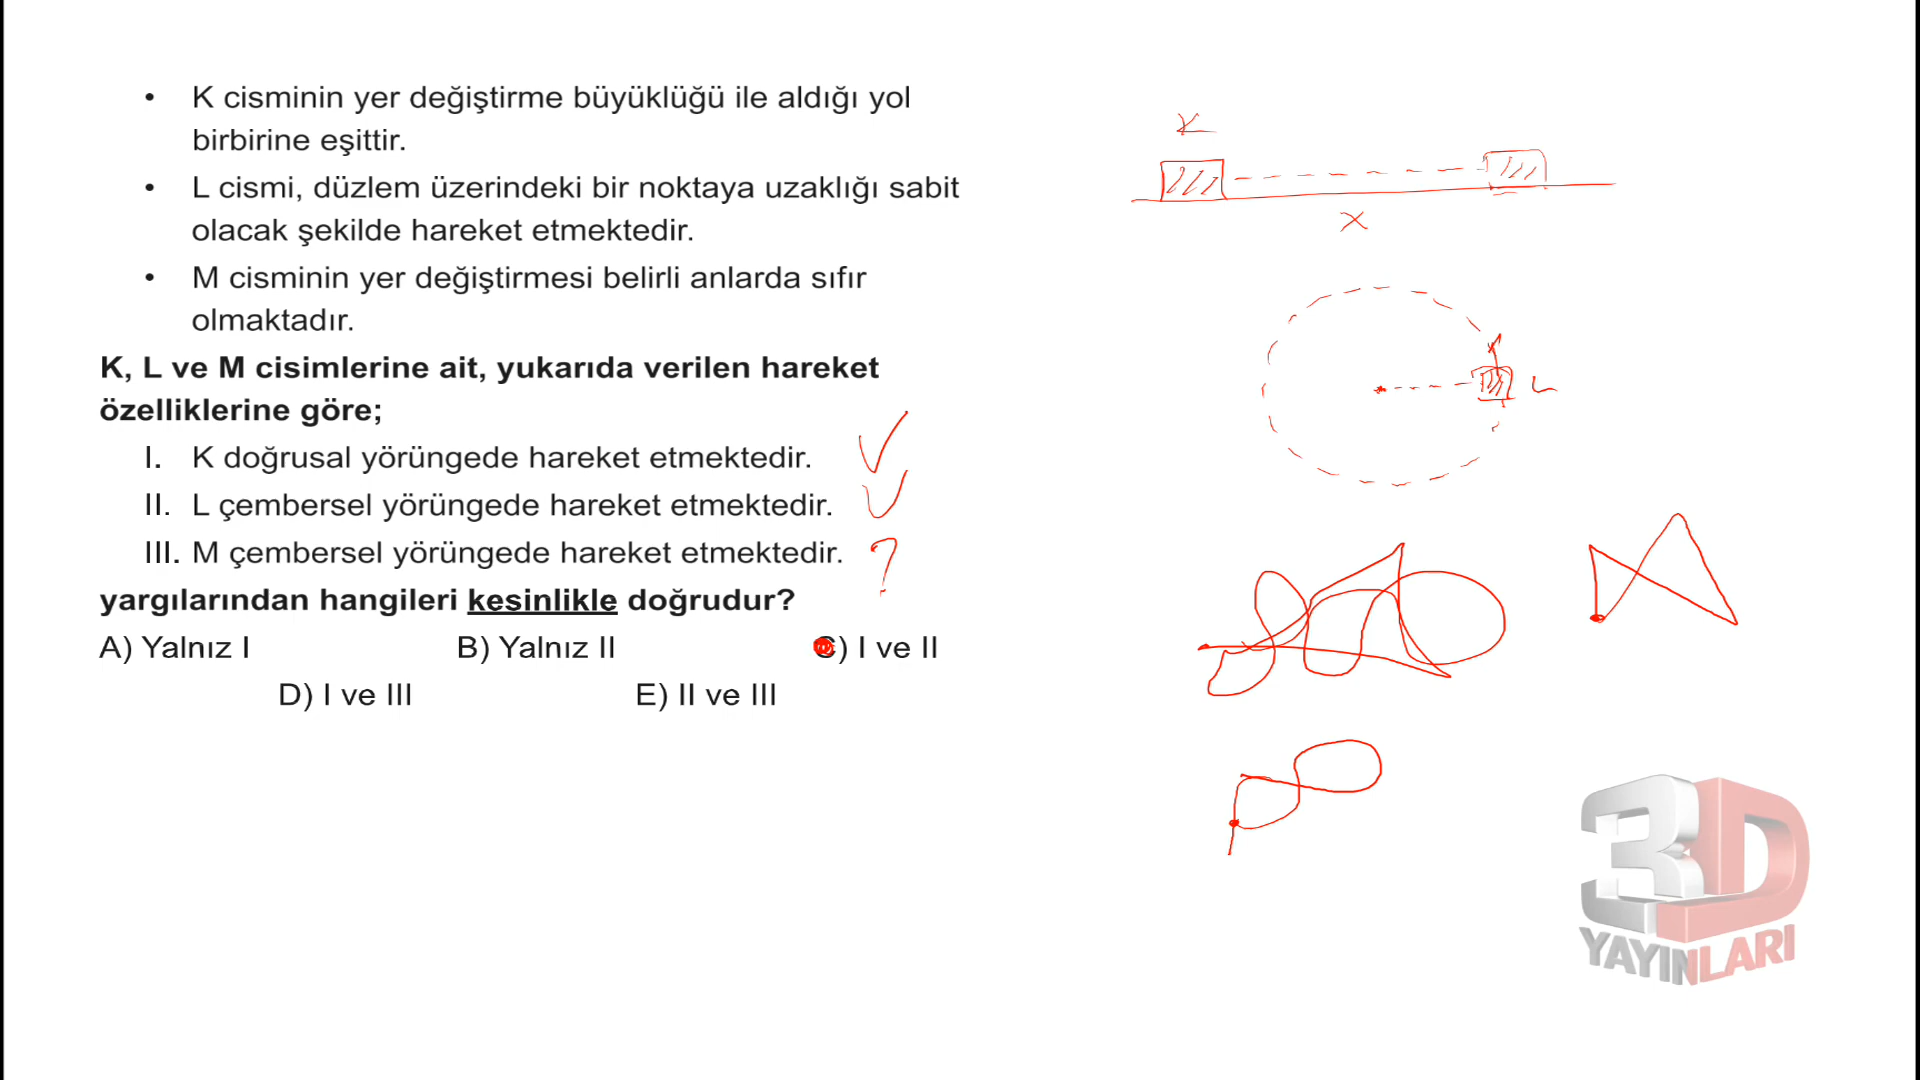 • K cisminin yer değiştirme büyüklüğü ile aldığı yol
birbirine eşittir.
• L cismi, düzlem üzerindeki bir noktaya uzaklığı sabit
olacak şekilde hareket etmektedir.
• M cisminin yer değiştirmesi belirli anlarda sıfır
olmaktadır.
K, L ve M cisimlerine ait, yukarıda verilen hareket
özelliklerine göre;
I. K doğrusal yörüngede hareket etmektedir.
II. L çembersel yörüngede hareket etmektedir.
III. M çembersel yörüngede hareket etmektedir. ?
yargılarından hangileri kesinlikle doğrudur?
A) Yalnız I B) Yalnız II C) I ve II
D) I ve III E) II ve III
K
X
L
3D
YAYINLARI